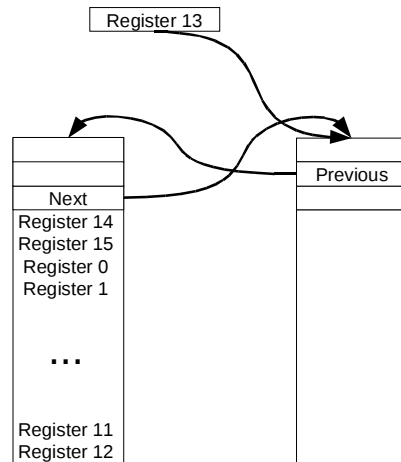 Register 13
Previous
Next
Register 14
Register 15
Register 0
Register 1
...
Register 11
Register 12